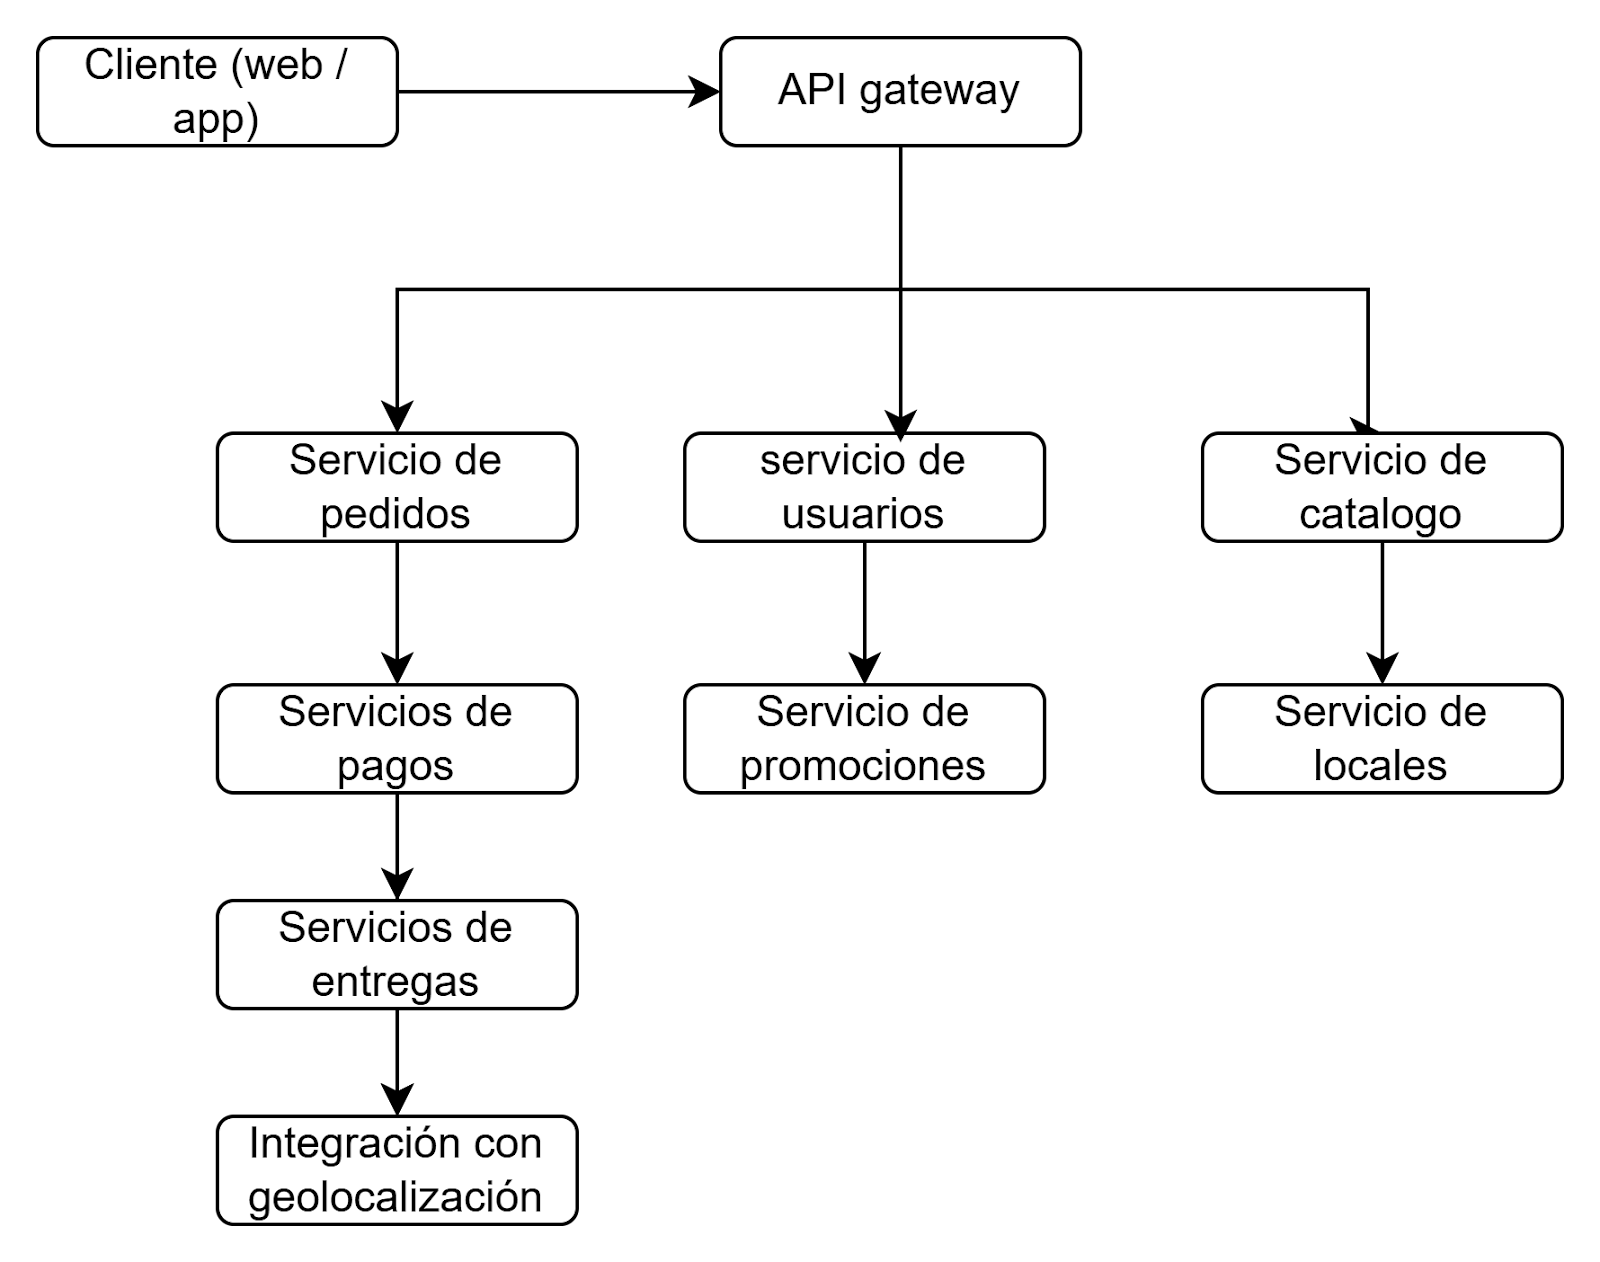 Cliente (web /
app)
API gateway
Servicio de
pedidos
servicio de
usuarios
Servicio de
catalogo
Servicios de
pagos
Servicio de
promociones
Servicio de
locales
Servicios de
entregas
Integración con
geolocalización